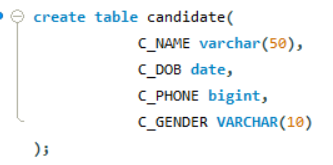 create table candidate(
C_NAME varchar(50),
C_DOB date,
C_PHONE bigint,
C_GENDER VARCHAR(10)
);